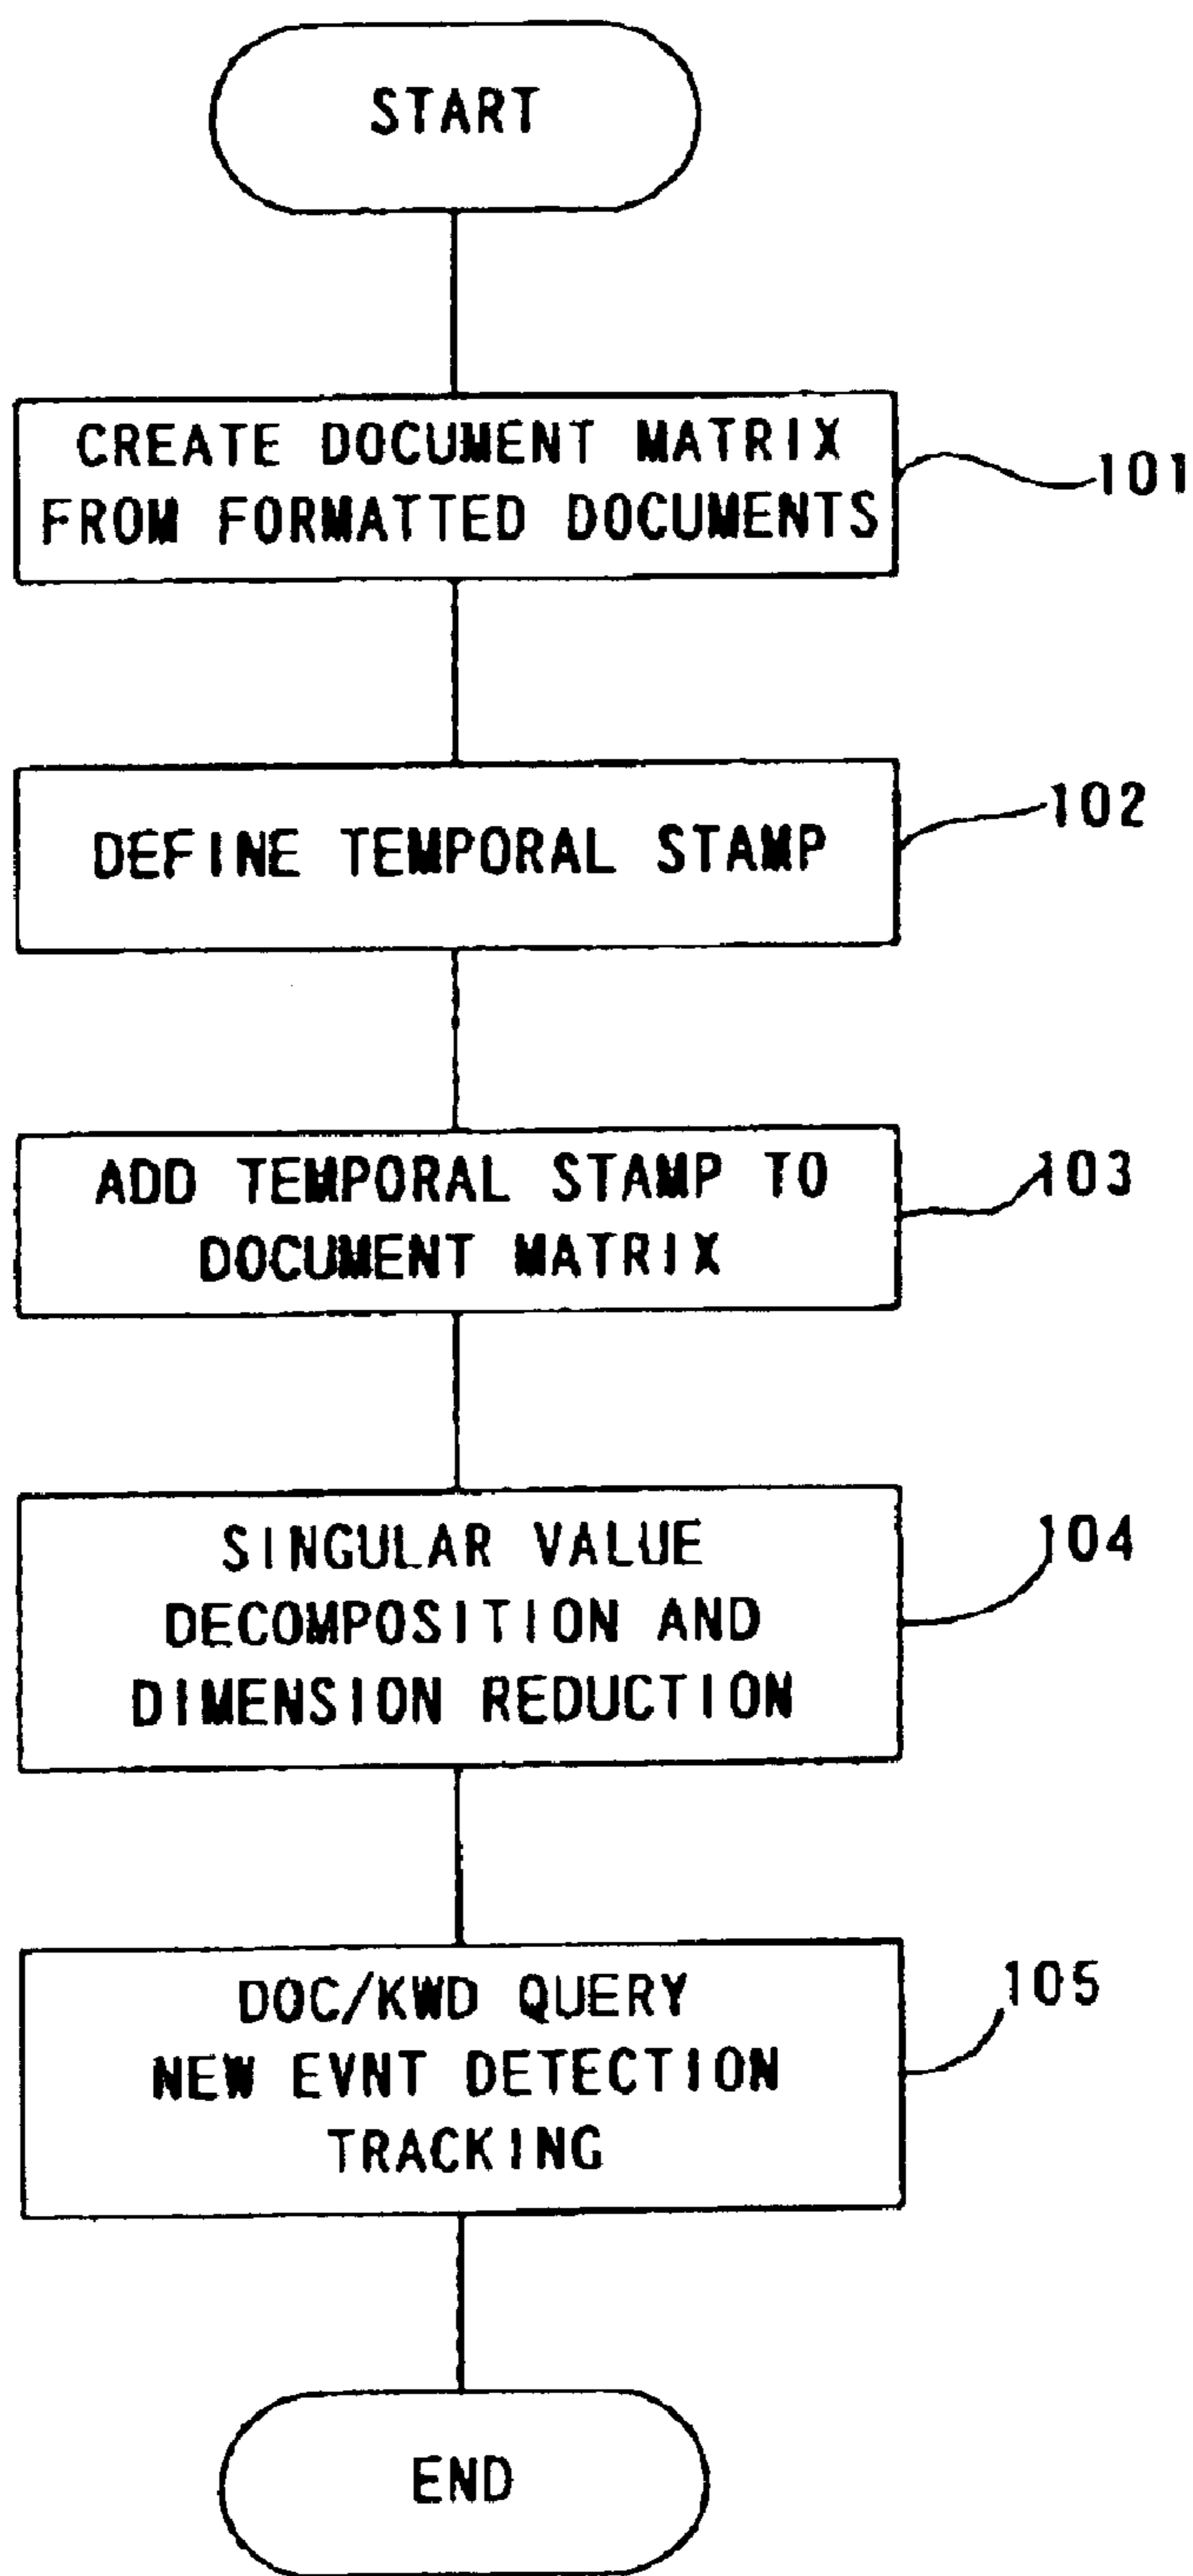 START
CREATE DOCUMENT MATRIX
FROM FORMATTED DOCUMENTS
101
DEFINE TEMPORAL STAMP
102
ADD TEMPORAL STAMP TO
DOCUMENT MATRIX
103
SINGULAR VALUE
DECOMPOSITION AND
DIMENSION REDUCTION
104
DOC/KWD QUERY
NEW EVNT DETECTION
TRACKING
105
END